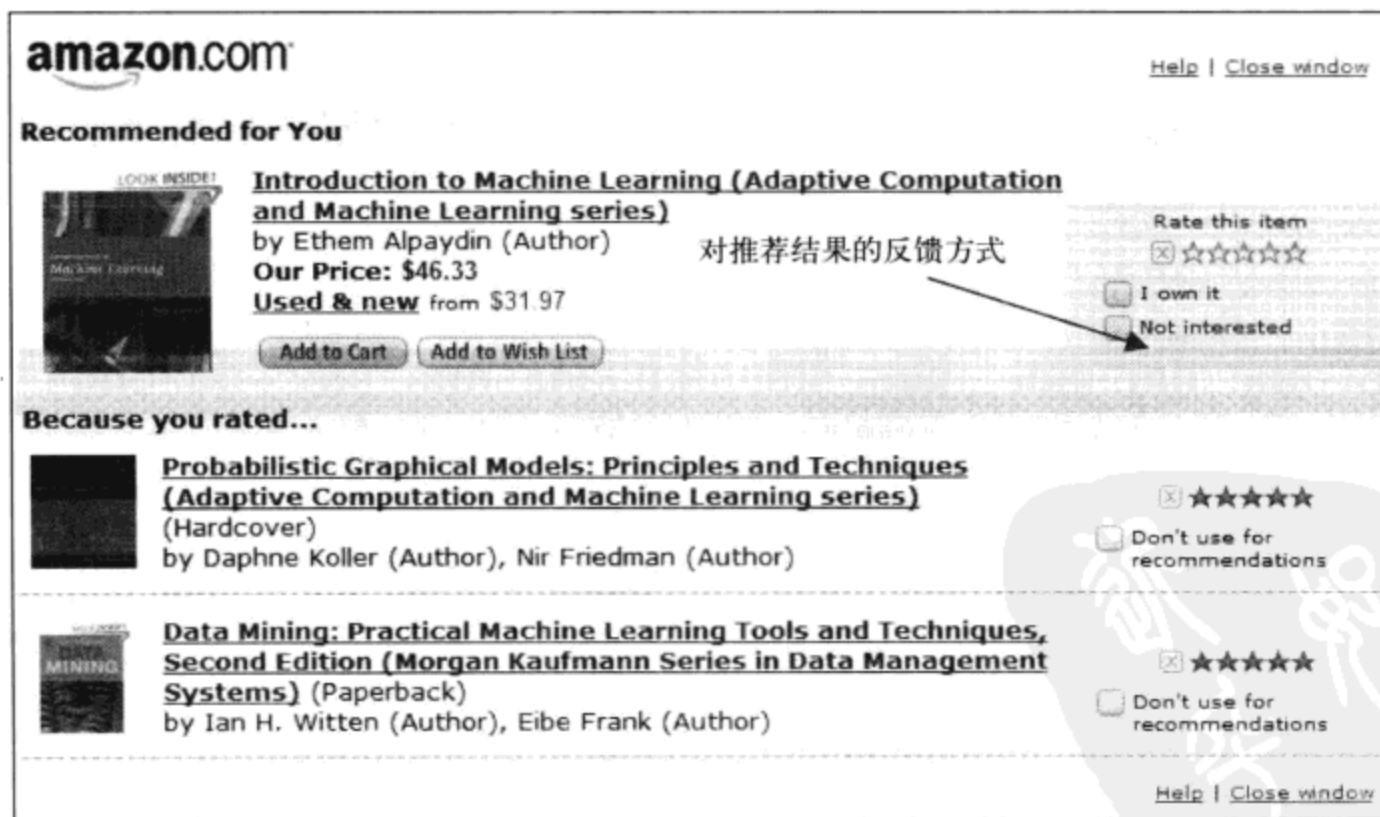 amazon.com
Help | Close window
Recommended for You
LOOK INSIDE!
Machine Learning
Introduction to Machine Learning (Adaptive Computation
and Machine Learning series)
by Ethem Alpaydin (Author)
Our Price: $46.33
Used & new from $31.97
Add to Cart
Add to Wish List
对推荐结果的反馈方式
Rate this item
I own it
Not interested
Because you rated...
Probabilistic Graphical Models: Principles and Techniques
(Adaptive Computation and Machine Learning series)
(Hardcover)
by Daphne Koller (Author), Nir Friedman (Author)
Don't use for
recommendations
DATA
MINING
Data Mining: Practical Machine Learning Tools and Techniques,
Second Edition (Morgan Kaufmann Series in Data Management
Systems) (Paperback)
by Ian H. Witten (Author), Eibe Frank (Author)
Don't use for
recommendations
Help | Close window